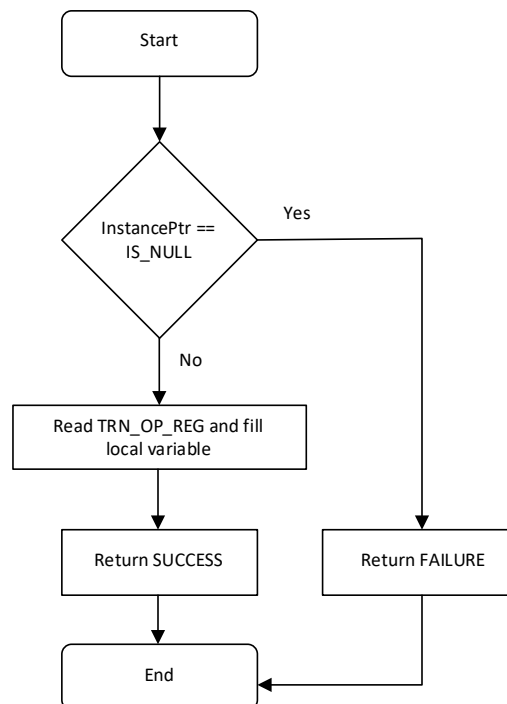 Start
InstancePtr ==
IS_NULL
Yes
No
Read TRN_OP_REG and fill
local variable
Return SUCCESS
Return FAILURE
End